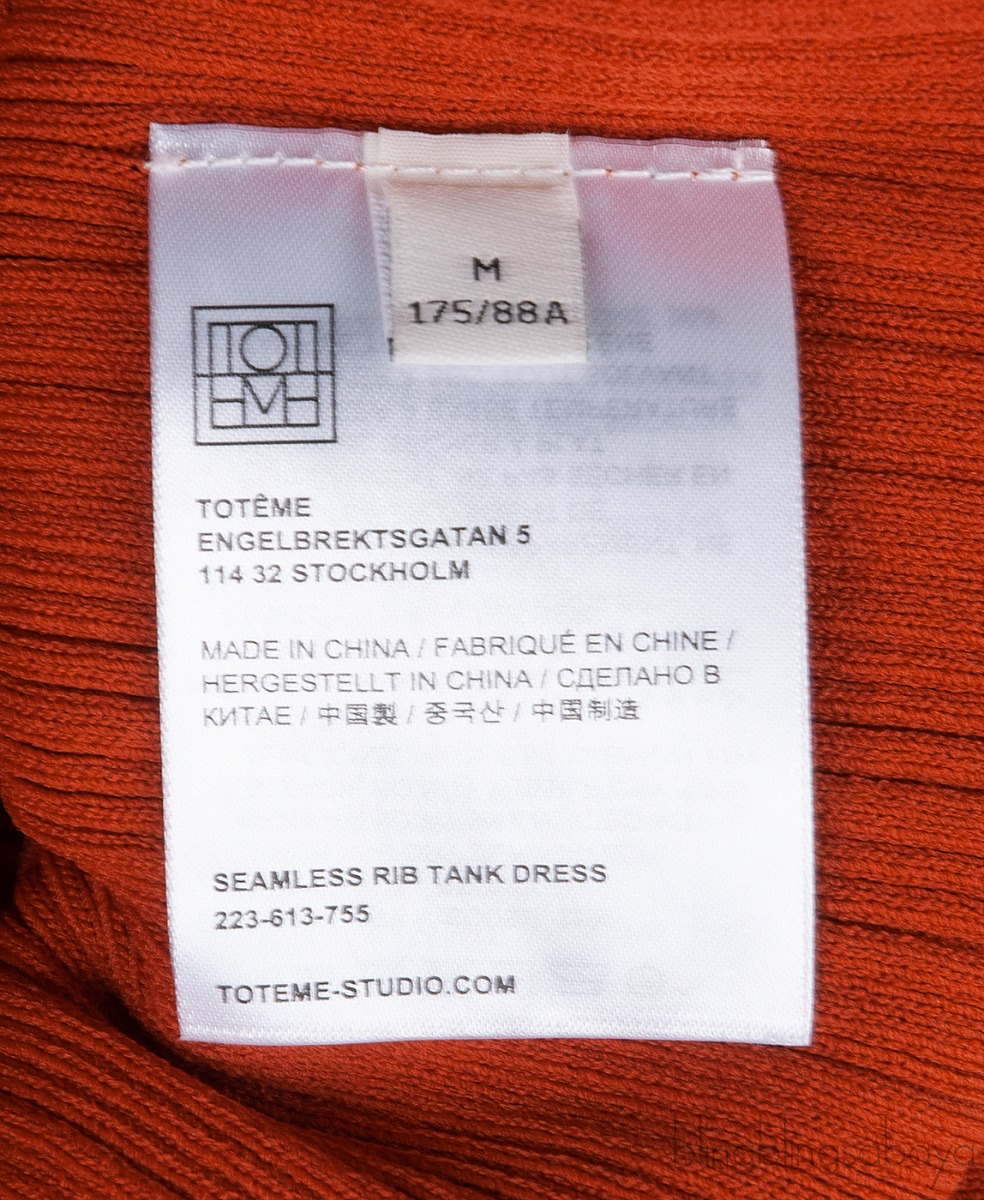 M
175/88A
TOTÊME
TOTÊME
ENGELBREKTSGATAN 5
114 32 STOCKHOLM
MADE IN CHINA / FABRIQUÉ EN CHINE /
HERGESTELLT IN CHINA / СДЕЛАНО В
КИТАЕ / 中国製 / 중국산 / 中国制造
SEAMLESS RIB TANK DRESS
223-613-755
TOTEME-STUDIO.COM
blingblingsabaya